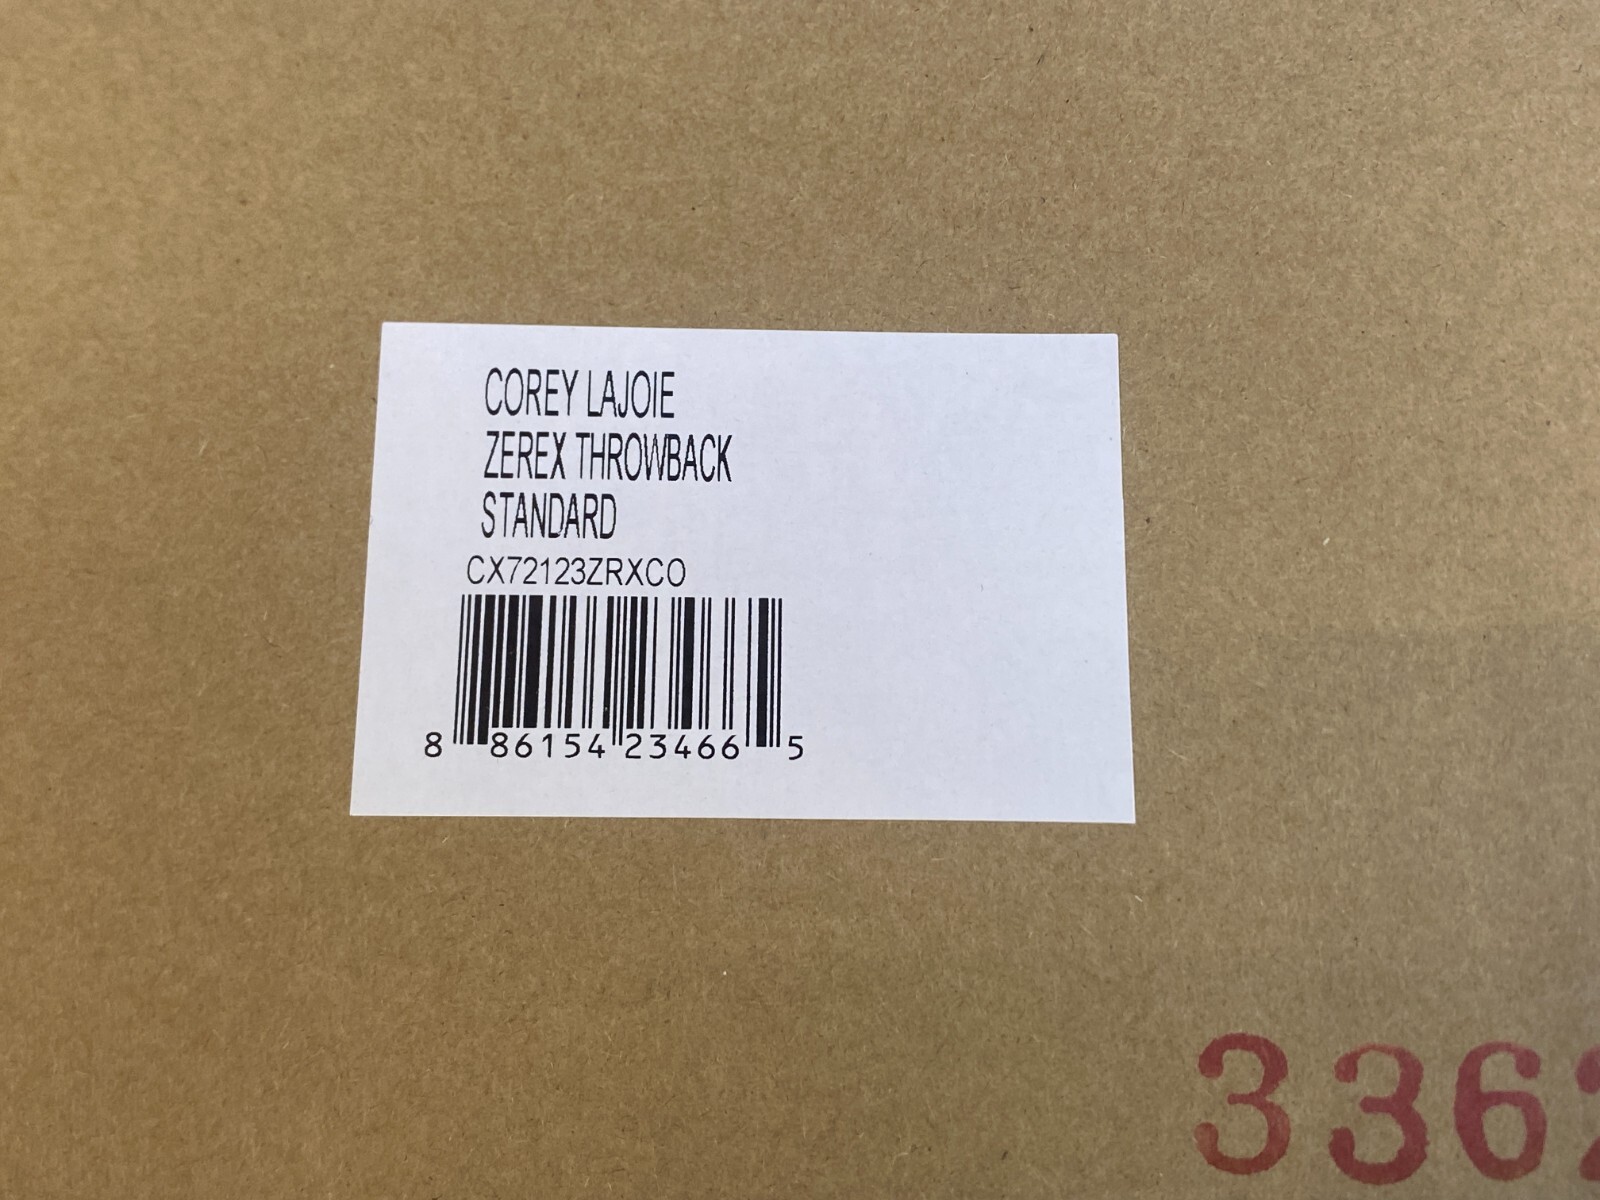 COREY LAJOIE
ZEREX THROWBACK
STANDARD
CX72123ZRXCO
8 86154 23466 5
336